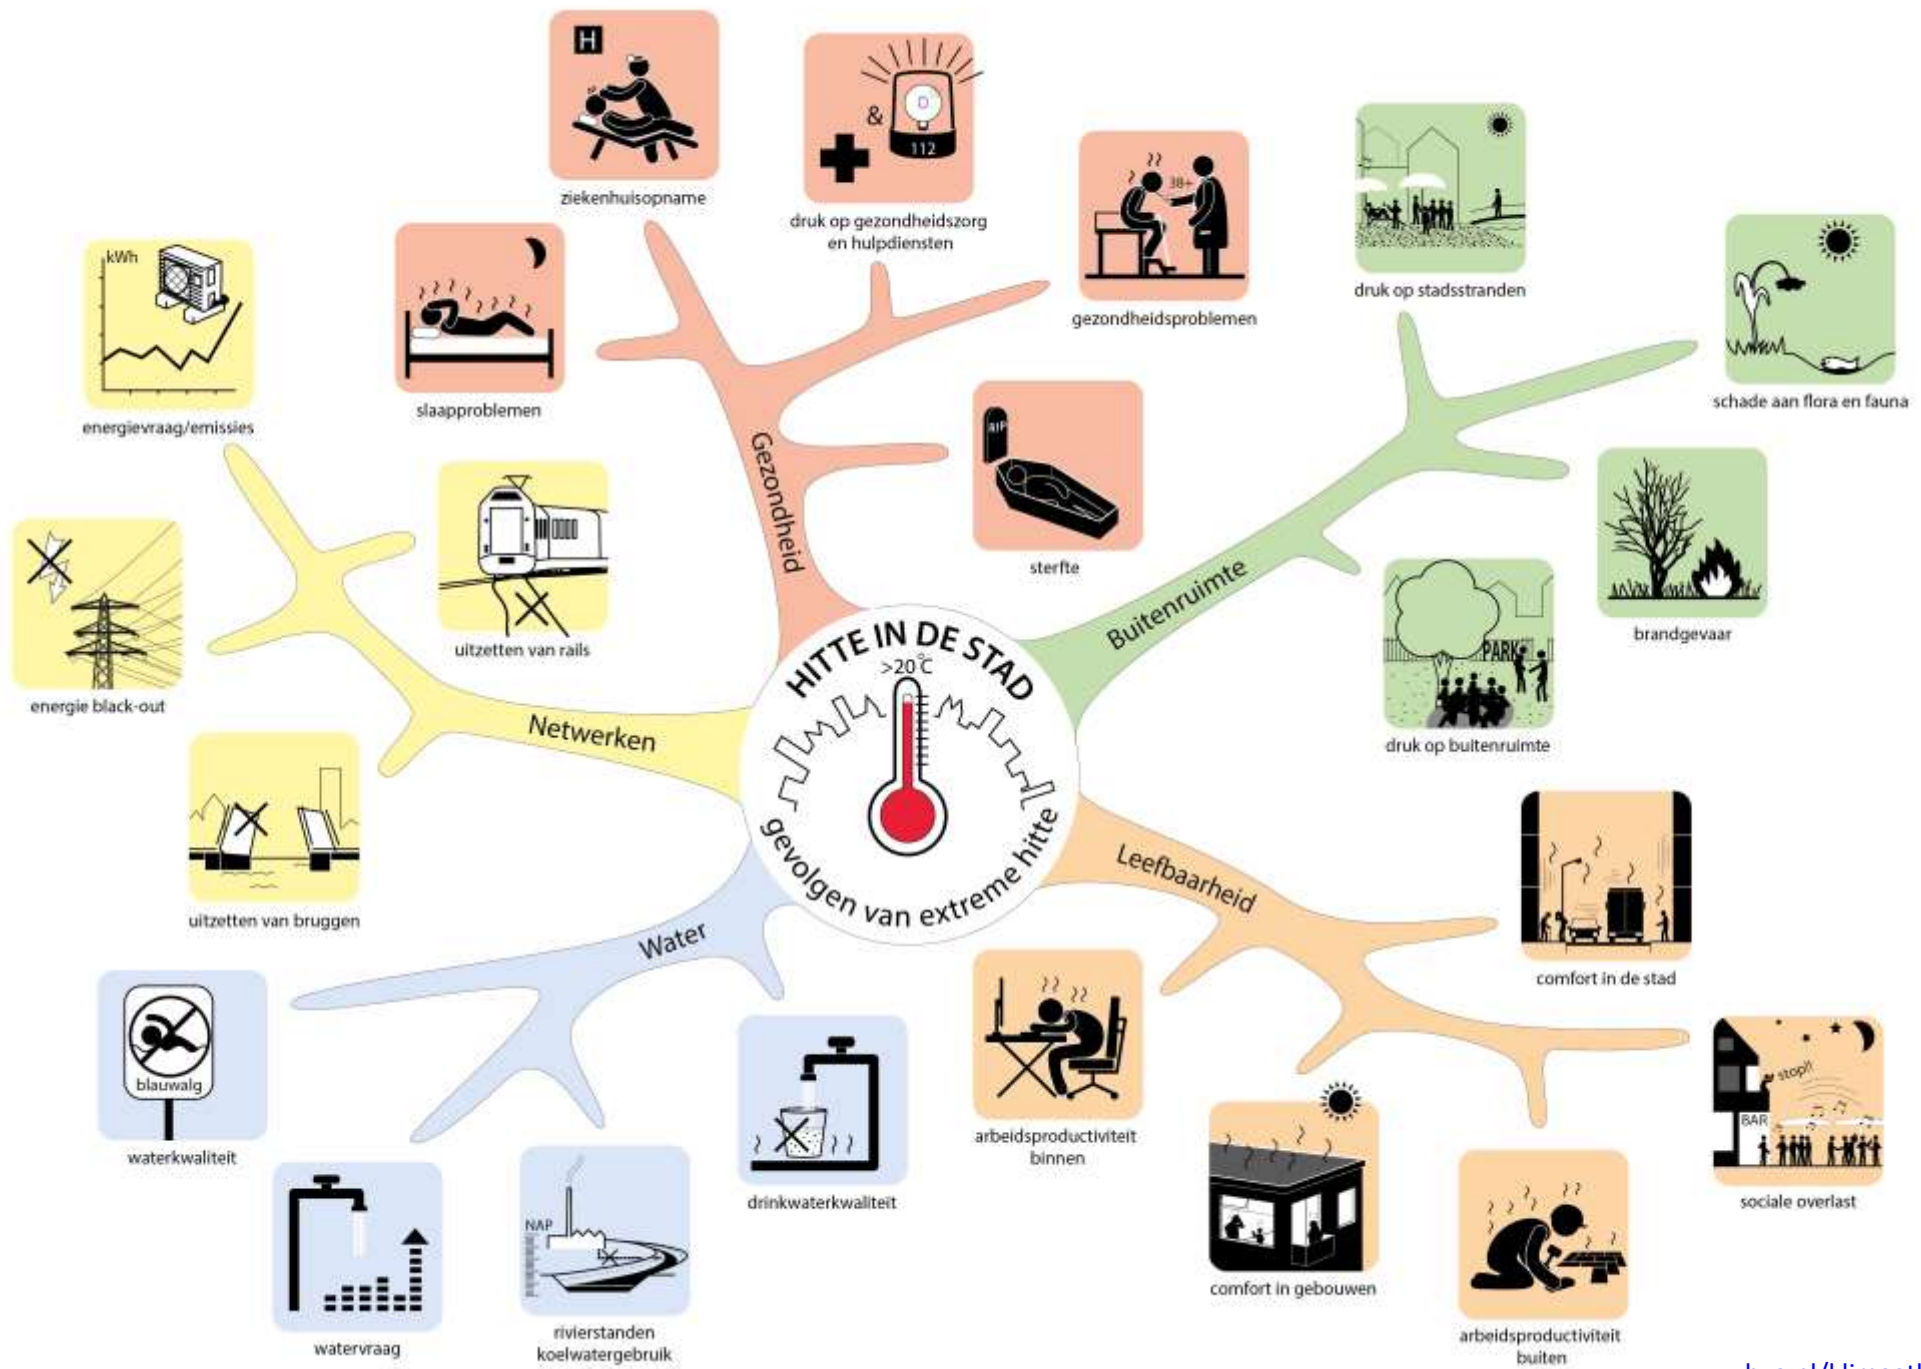 HITTE IN DE STAD
>20°C
gevolgen van extreme hitte
Gezondheid
H
ziekenhuisopname
&
112
druk op gezondheidszorg
en hulpdiensten
38+
gezondheidsproblemen
slaapproblemen
RIP
sterfte
Buitenruimte
druk op stadsstranden
schade aan flora en fauna
brandgevaar
PARK
druk op buitenruimte
Leefbaarheid
comfort in de stad
stop!!
BAR
sociale overlast
arbeidsproductiviteit
buiten
comfort in gebouwen
arbeidsproductiviteit
binnen
Water
drinkwaterkwaliteit
NAP
rivierstanden
koelwatergebruik
watervraag
blauwalg
waterkwaliteit
Netwerken
uitzetten van bruggen
energie black-out
kWh
energievraag/emissies
uitzetten van rails